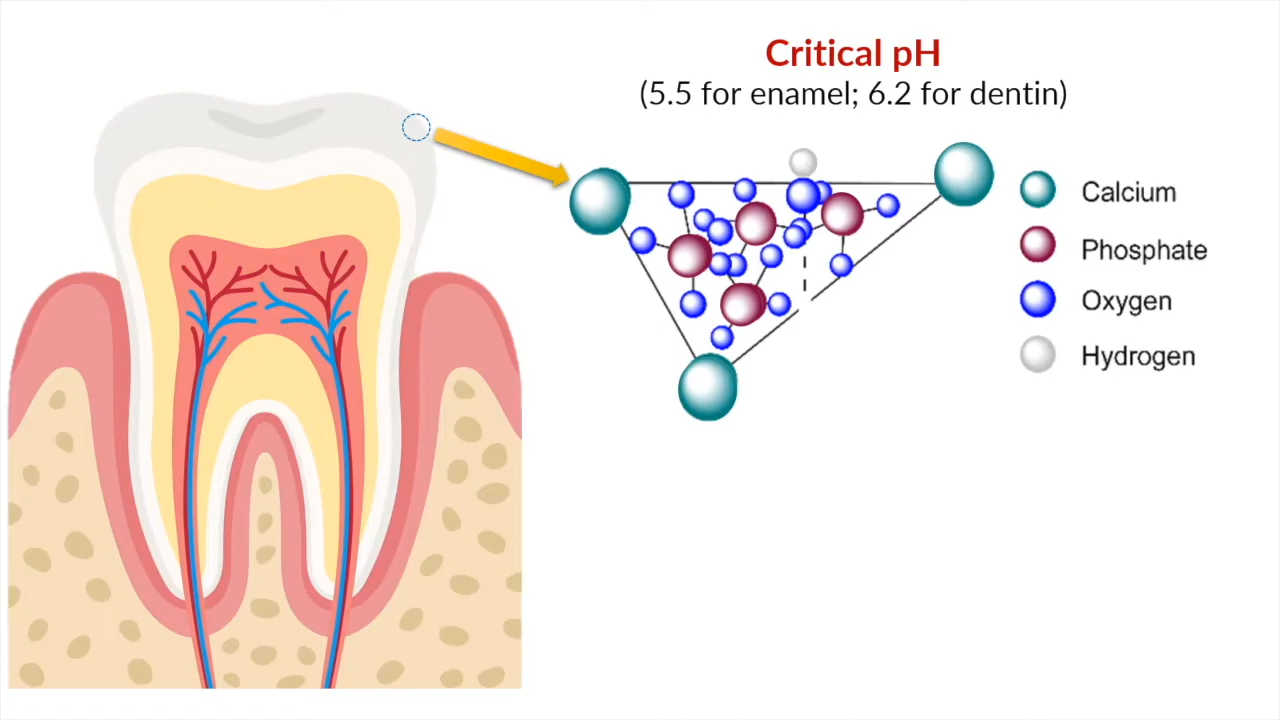 Critical pH
(5.5 for enamel; 6.2 for dentin)
Calcium
Phosphate
Oxygen
Hydrogen